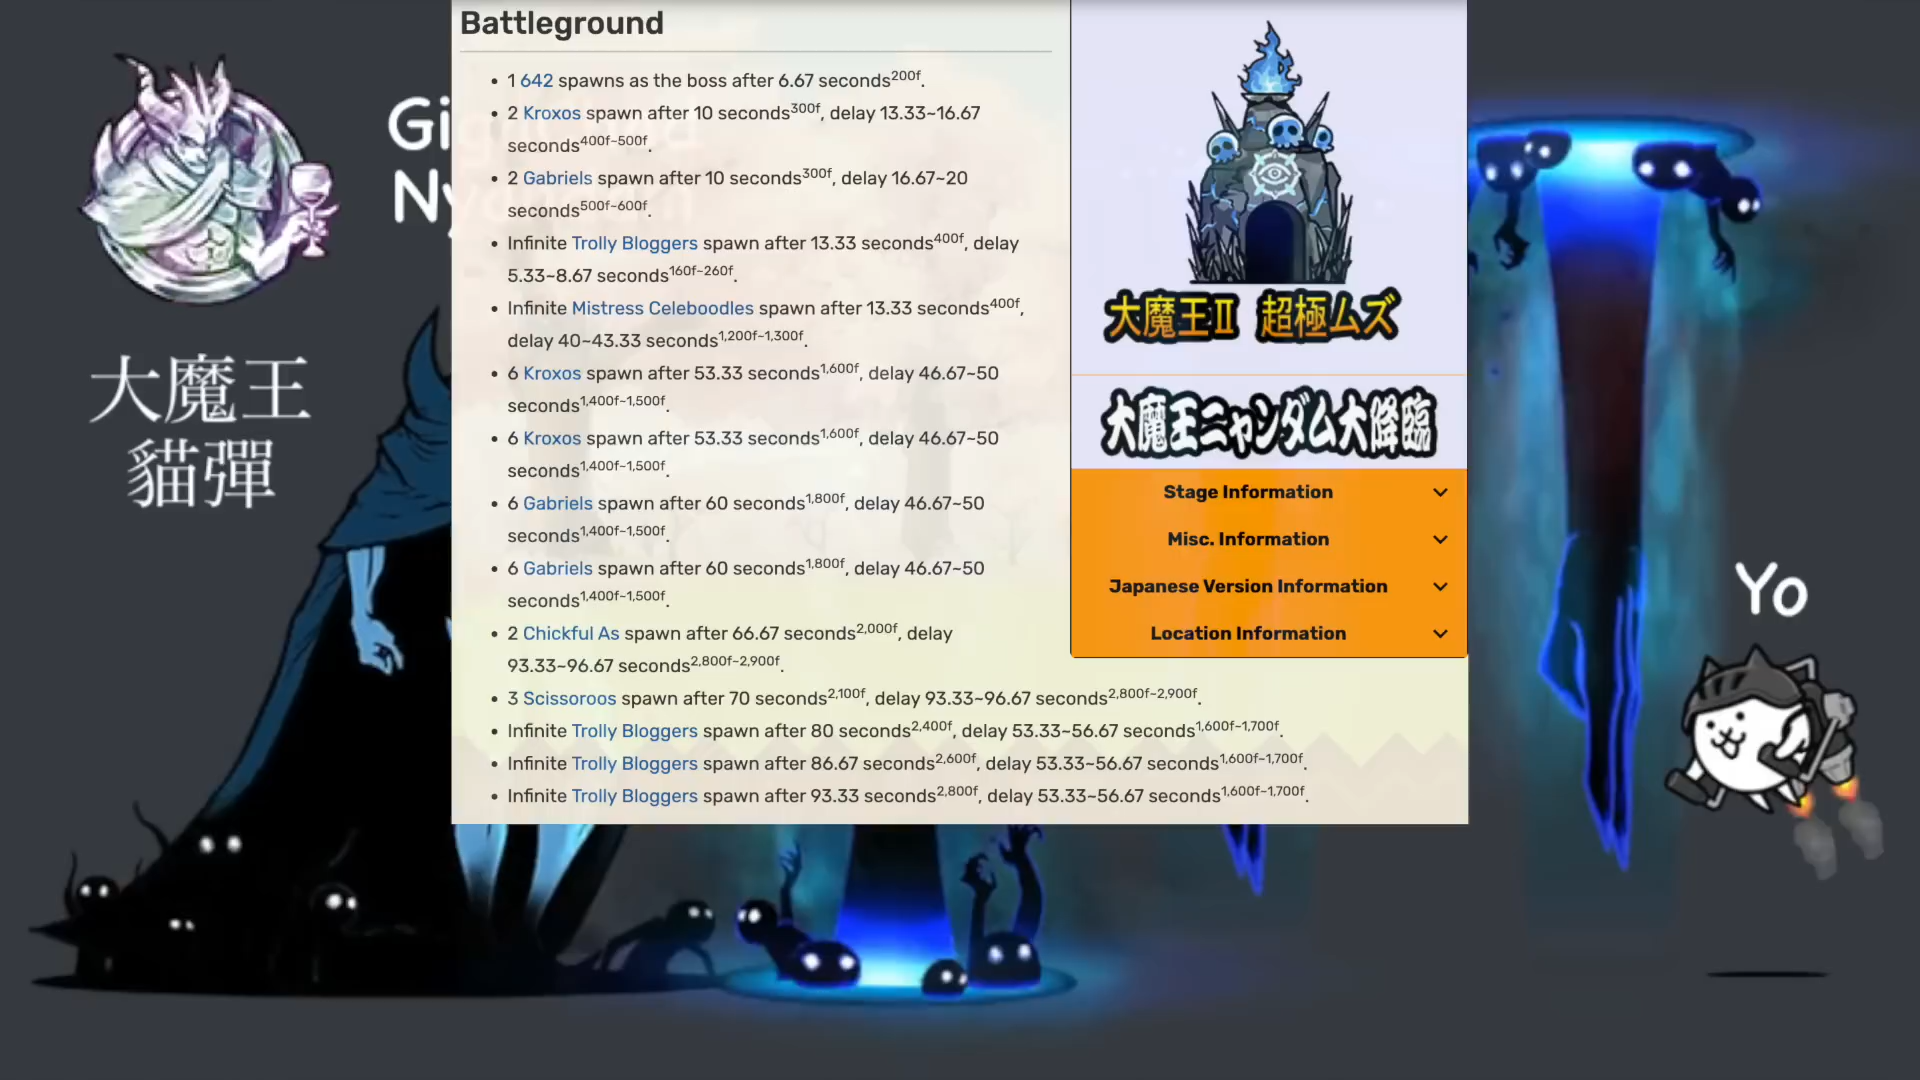 Battleground
• 1 642 spawns as the boss after 6.67 seconds200f.
• 2 Kroxos spawn after 10 seconds300f, delay 13.33~16.67
seconds400f~500f.
• 2 Gabriels spawn after 10 seconds300f, delay 16.67~20
seconds500f~600f.
• Infinite Trolly Bloggers spawn after 13.33 seconds400f, delay
5.33~8.67 seconds160f~260f.
• Infinite Mistress Celeboodles spawn after 13.33 seconds400f,
delay 40~43.33 seconds1,200f~1,300f.
• 6 Kroxos spawn after 53.33 seconds1,600f, delay 46.67~50
seconds1,400f~1,500f.
• 6 Kroxos spawn after 53.33 seconds1,600f, delay 46.67~50
seconds1,400f~1,500f.
• 6 Gabriels spawn after 60 seconds1,800f, delay 46.67~50
seconds1,400f~1,500f.
• 6 Gabriels spawn after 60 seconds1,800f, delay 46.67~50
seconds1,400f~1,500f.
• 2 Chickful As spawn after 66.67 seconds2,000f, delay
93.33~96.67 seconds2,800f~2,900f.
• 3 Scissoroos spawn after 70 seconds2,100f, delay 93.33~96.67 seconds2,800f~2,900f.
• Infinite Trolly Bloggers spawn after 80 seconds2,400f, delay 53.33~56.67 seconds1,600f~1,700f.
• Infinite Trolly Bloggers spawn after 86.67 seconds2,600f, delay 53.33~56.67 seconds1,600f~1,700f.
• Infinite Trolly Bloggers spawn after 93.33 seconds2,800f, delay 53.33~56.67 seconds1,600f~1,700f.
大魔王Ⅱ 超極ムズ
大魔王ニャンダム大降臨
Stage Information
Misc. Information
Japanese Version Information
Location Information
大魔王
貓彈
Yo